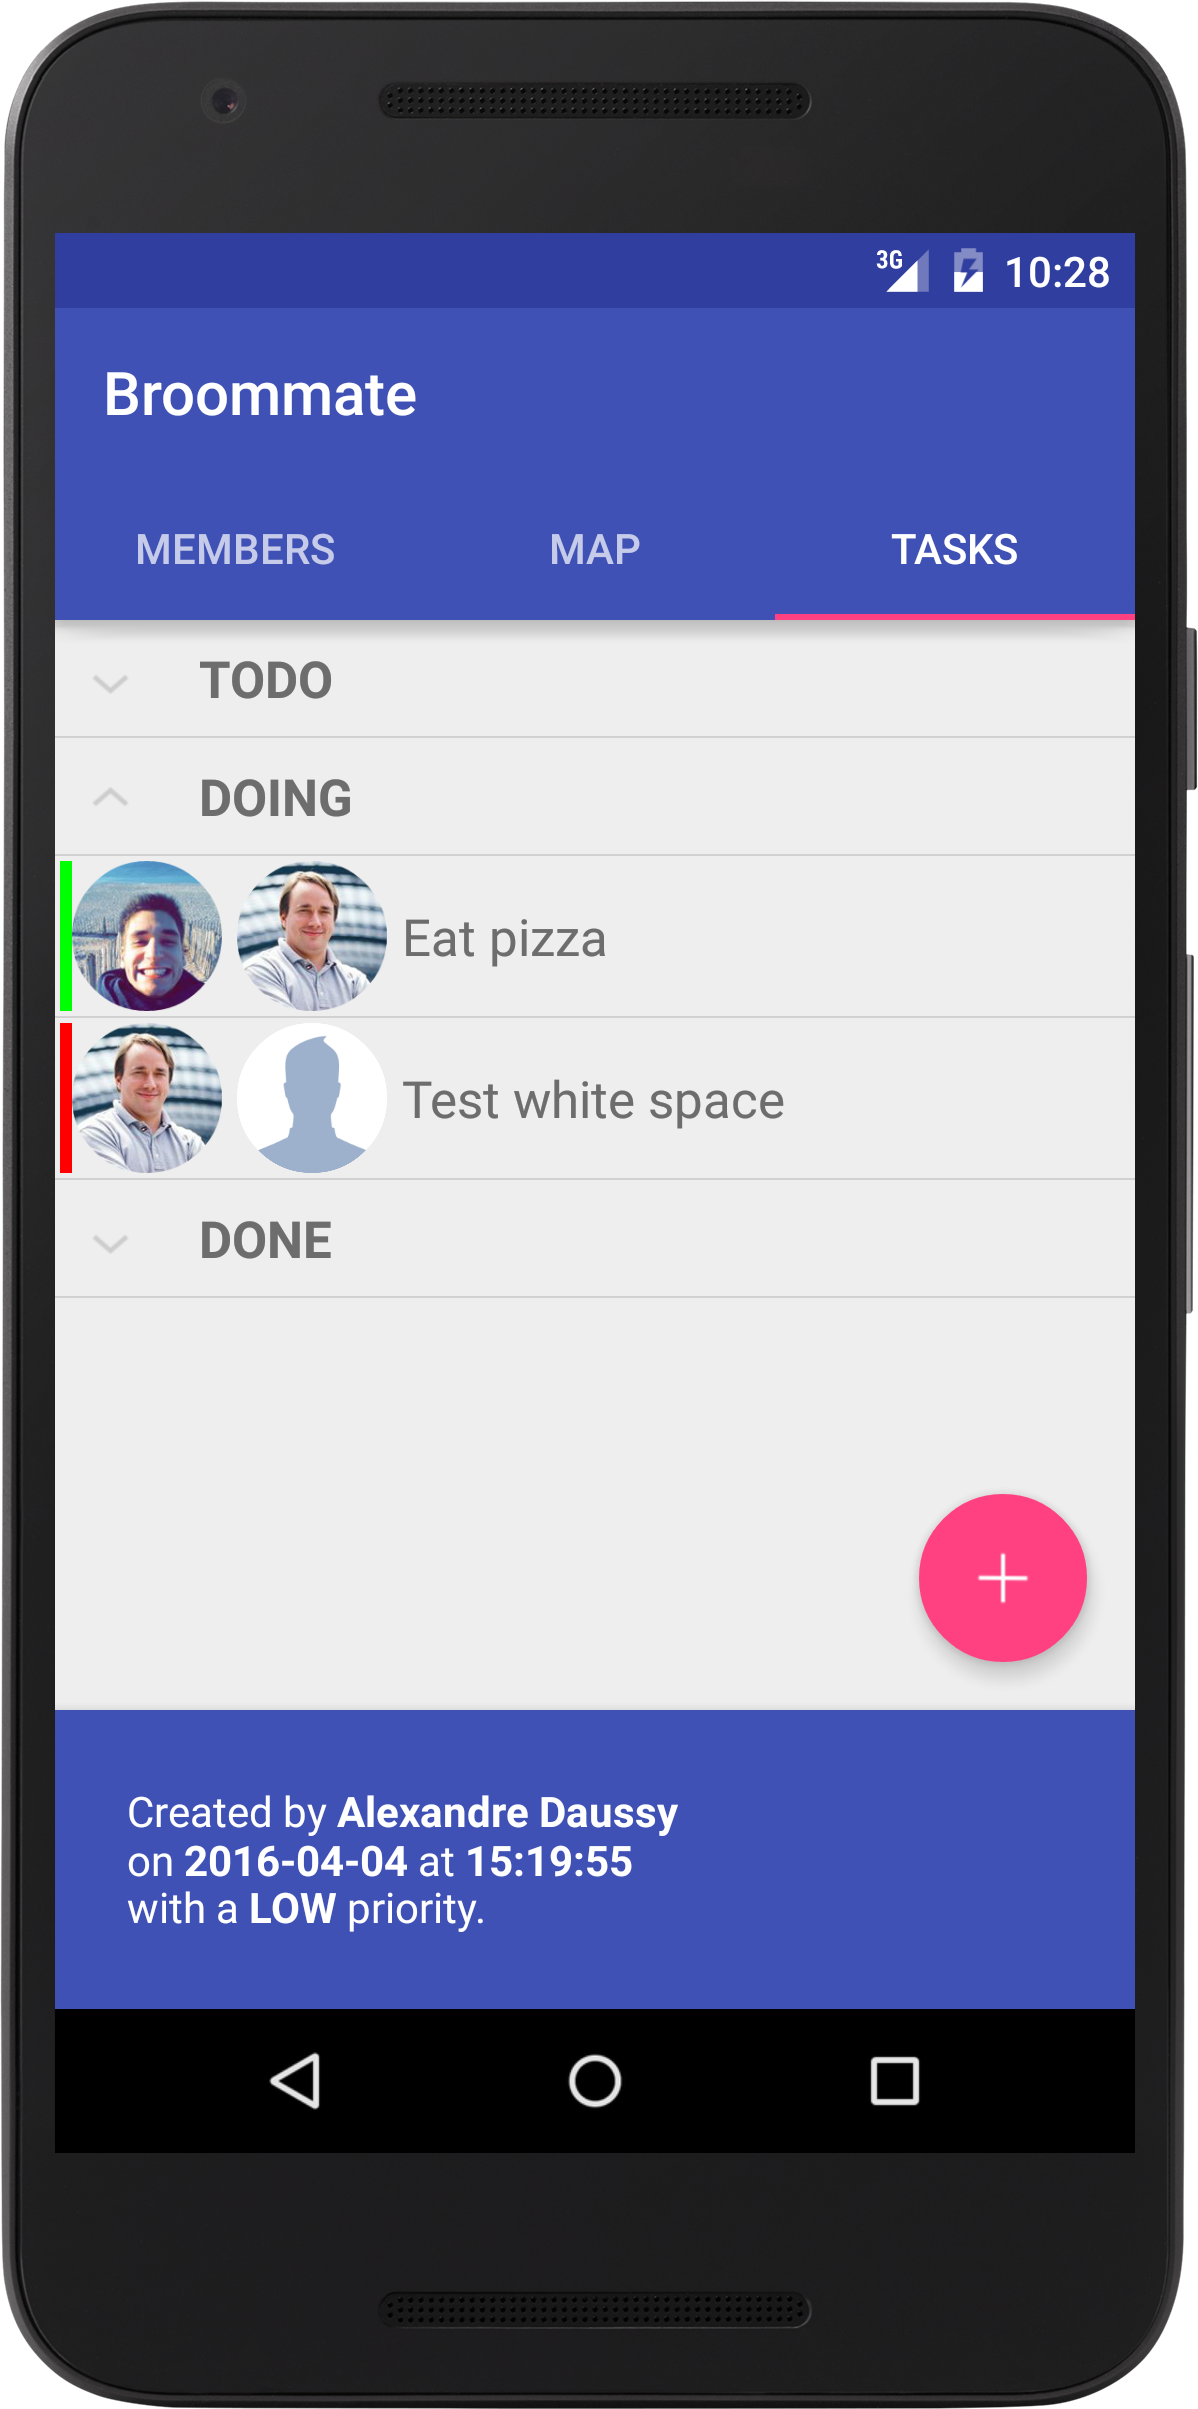 3G 10:28
Broommate
MEMBERS MAP TASKS
TODO
DOING
Eat pizza
Test white space
DONE
Created by Alexandre Daussy
on 2016-04-04 at 15:19:55
with a LOW priority.